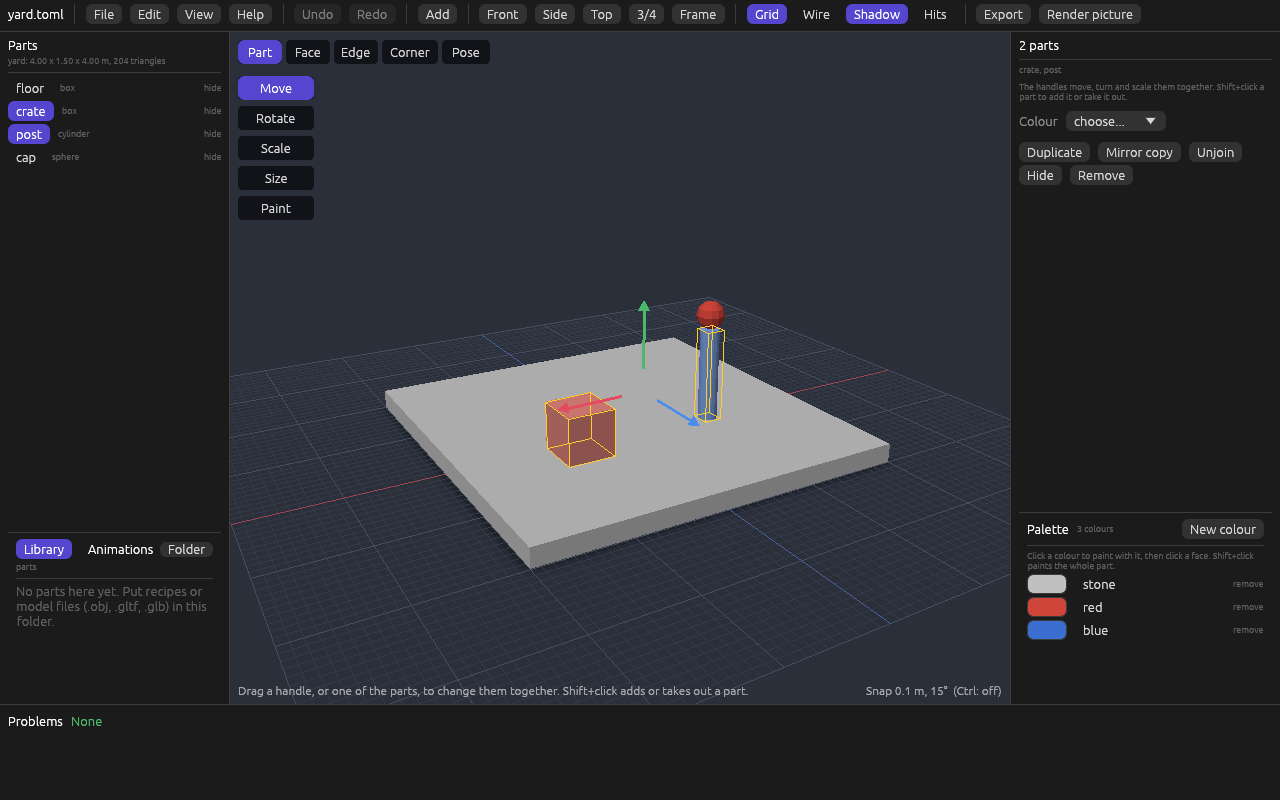 yard.toml File Edit View Help Undo Redo Add Front Side Top 3/4 Frame Grid Wire Shadow Hits Export Render picture
Parts
yard: 4.00 x 1.50 x 4.00 m, 204 triangles
floor box hide
crate box hide
post cylinder hide
cap sphere hide
Library Animations Folder
parts
No parts here yet. Put recipes or
model files (.obj, .gltf, .glb) in this
folder.
Part Face Edge Corner Pose
Move
Rotate
Scale
Size
Paint
Drag a handle, or one of the parts, to change them together. Shift+click adds or takes out a part. Snap 0.1 m, 15° (Ctrl: off)
2 parts
crate, post
The handles move, turn and scale them together. Shift+click a
part to add it or take it out.
Colour choose...
Duplicate Mirror copy Unjoin
Hide Remove
Palette 3 colours New colour
Click a colour to paint with it, then click a face. Shift+click
paints the whole part.
stone remove
red remove
blue remove
Problems None